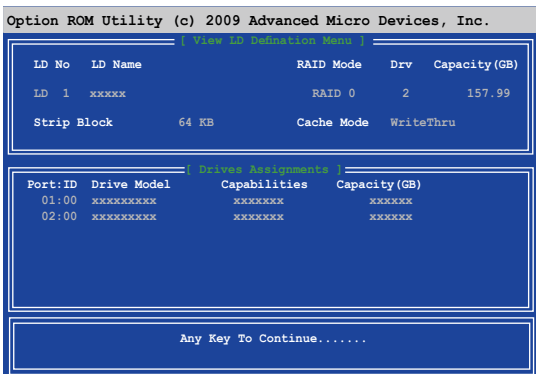 Option ROM Utility (c) 2009 Advanced Micro Devices, Inc.
[ View LD Defination Menu ]
LD No LD Name RAID Mode Drv Capacity(GB)
LD 1 xxxxx RAID 0 2 157.99
Strip Block 64 KB Cache Mode WriteThru
[ Drives Assignments ]
Port:ID Drive Model Capabilities Capacity(GB)
01:00 xxxxxxxxx xxxxxxx xxxxxx
02:00 xxxxxxxxx xxxxxxx xxxxxx
Any Key To Continue.......